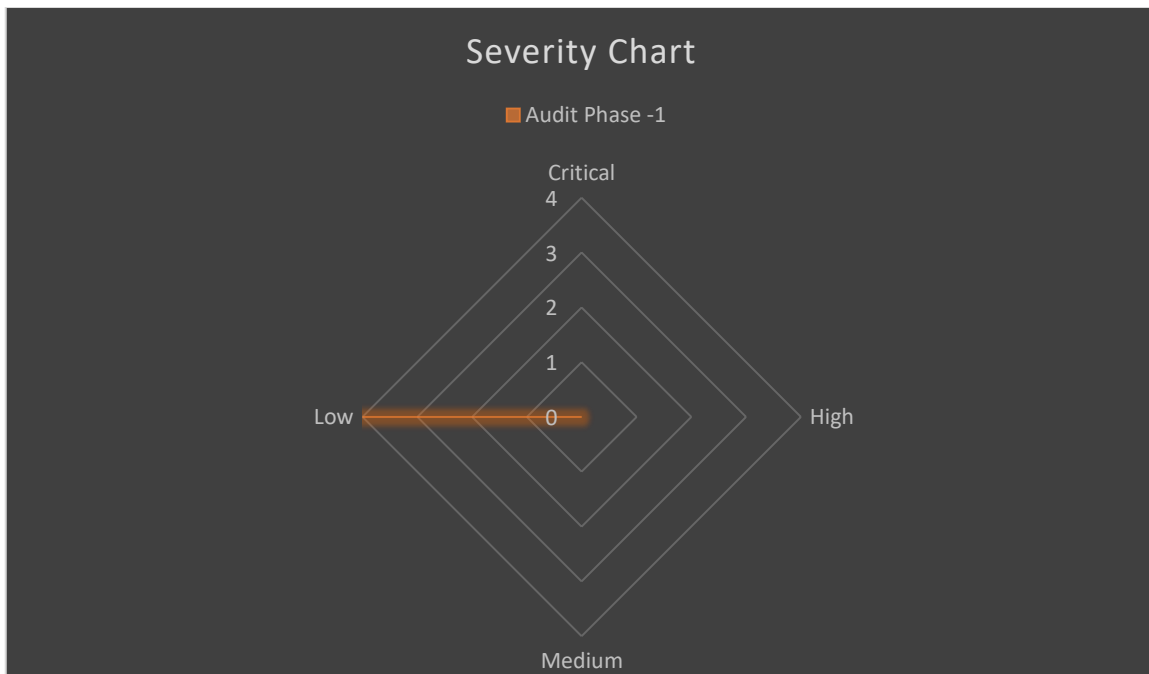 Severity Chart
Audit Phase -1
Critical
4
3
2
1
Low 0 High
Medium